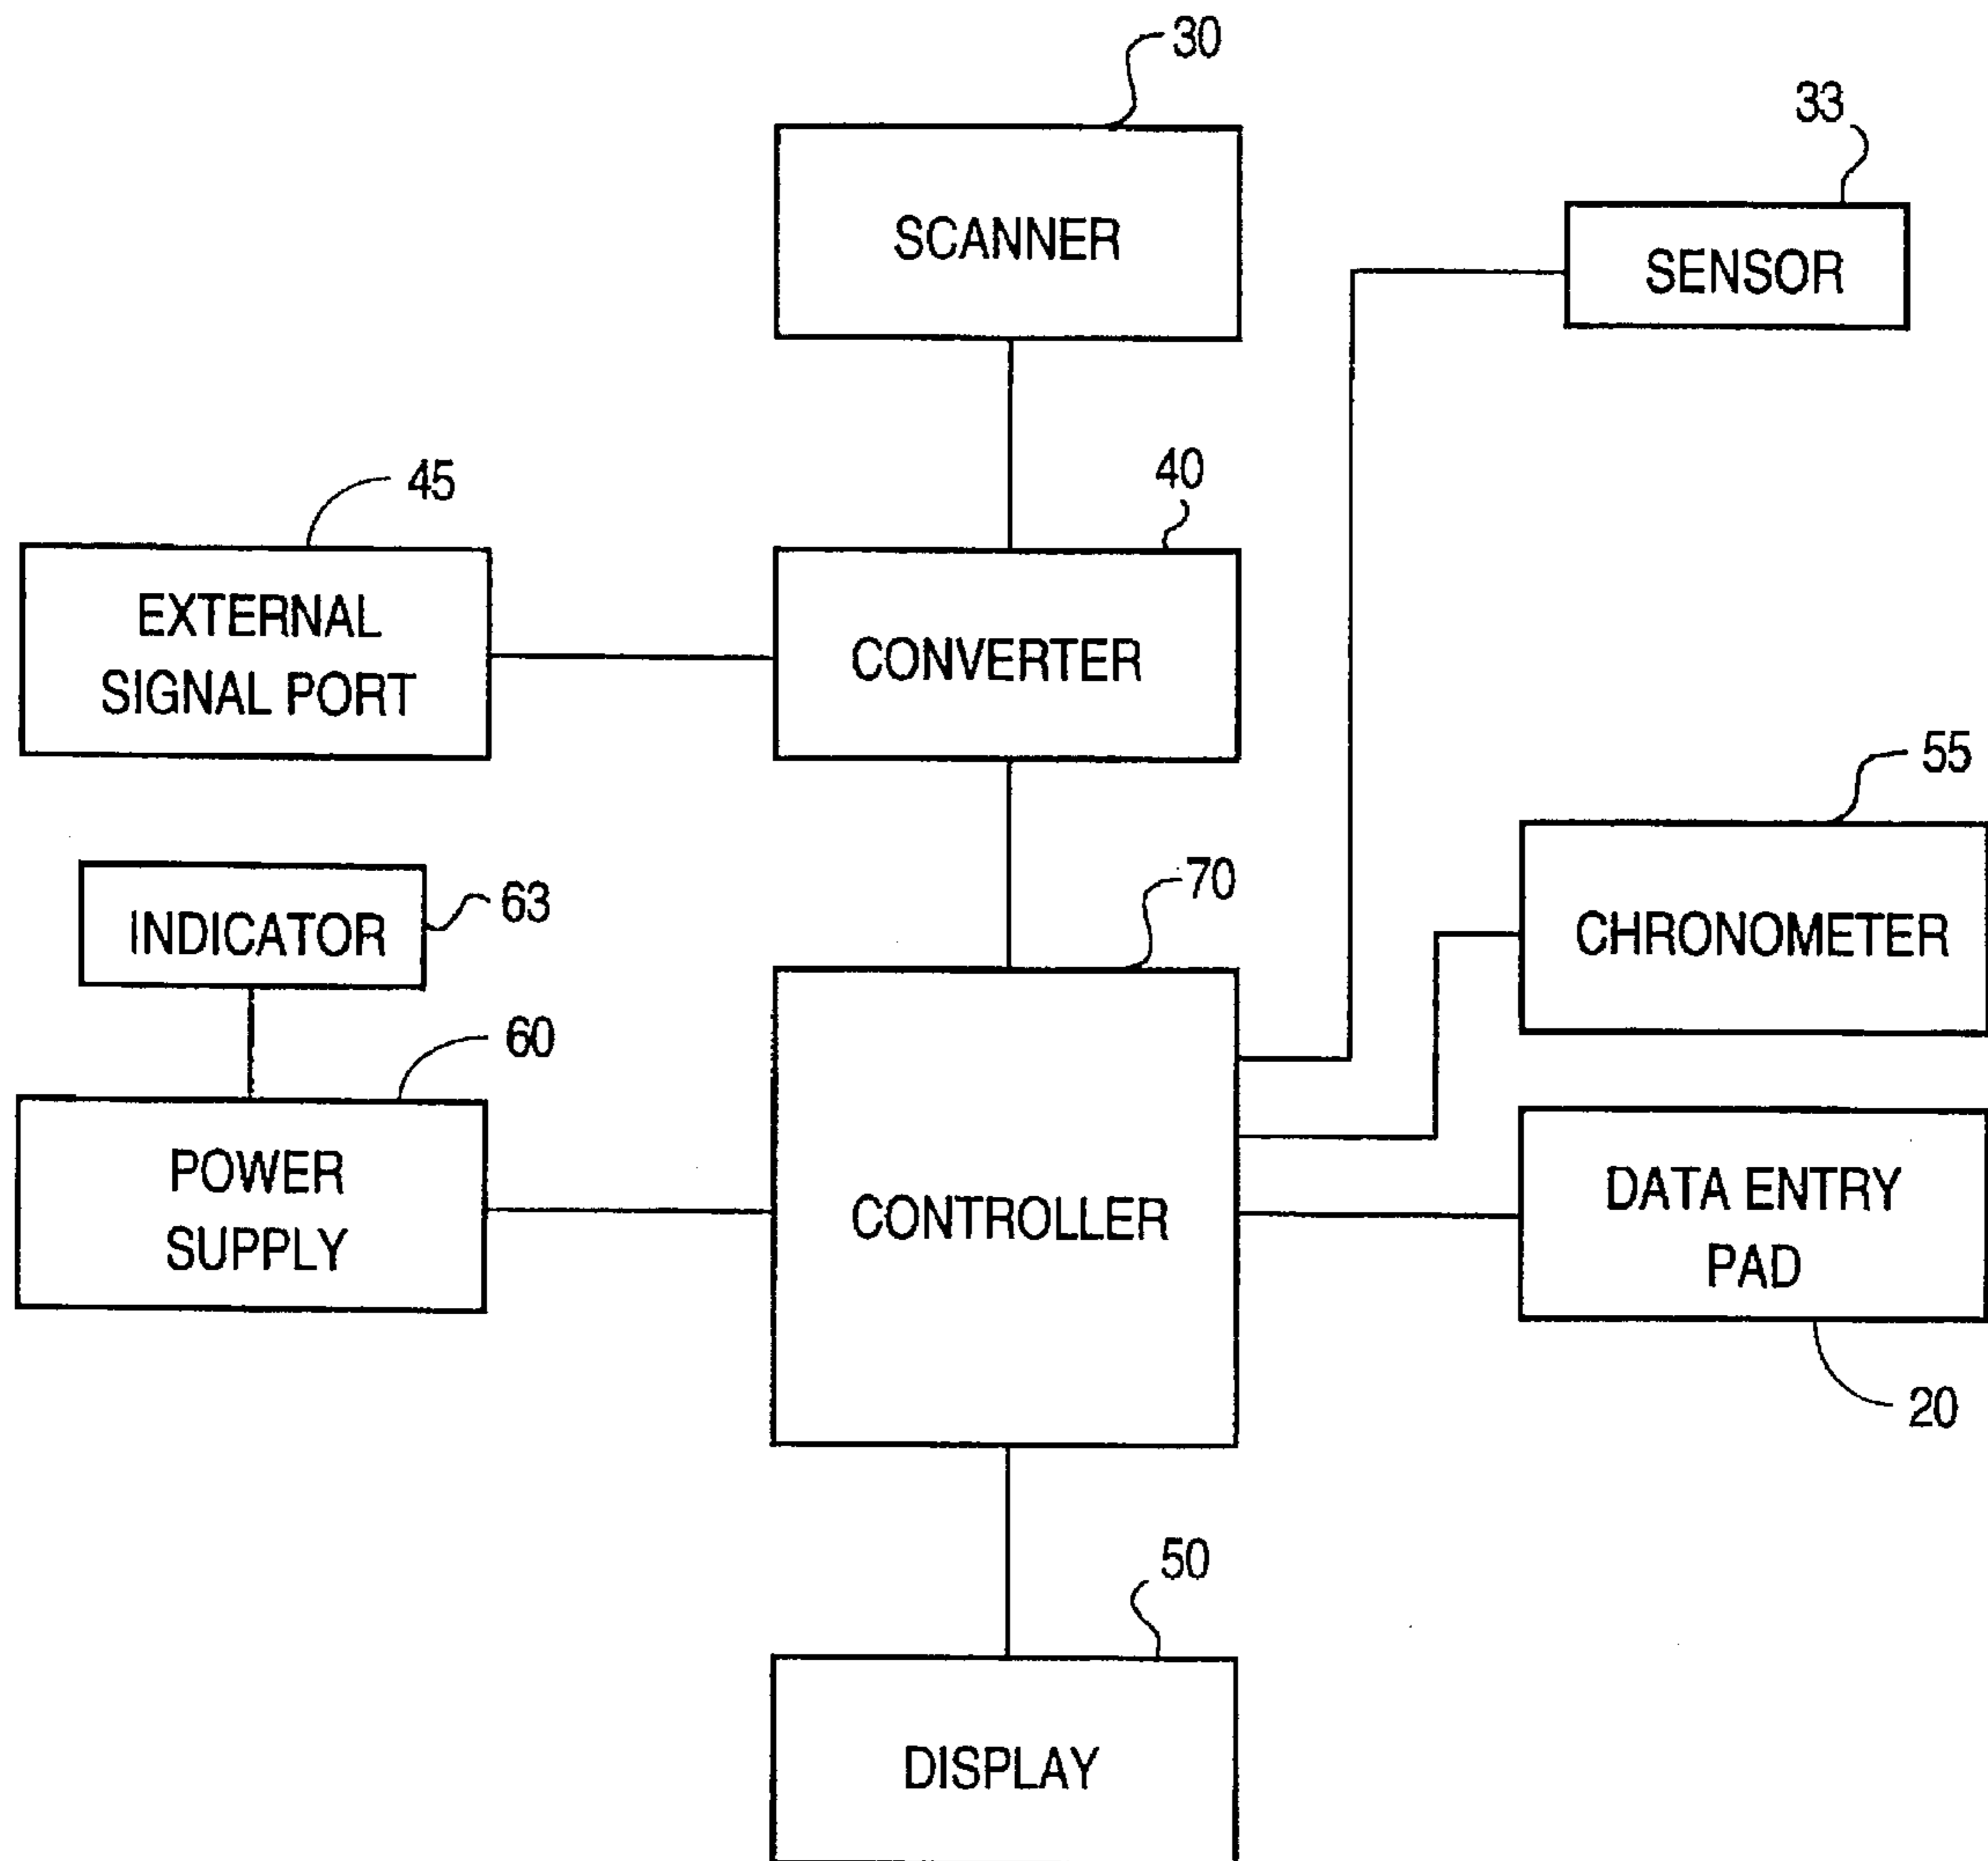 30
33
SCANNER
SENSOR
45
40
EXTERNAL
SIGNAL PORT
CONVERTER
55
63
70
INDICATOR
CHRONOMETER
60
POWER
SUPPLY
CONTROLLER
DATA ENTRY
PAD
20
50
DISPLAY